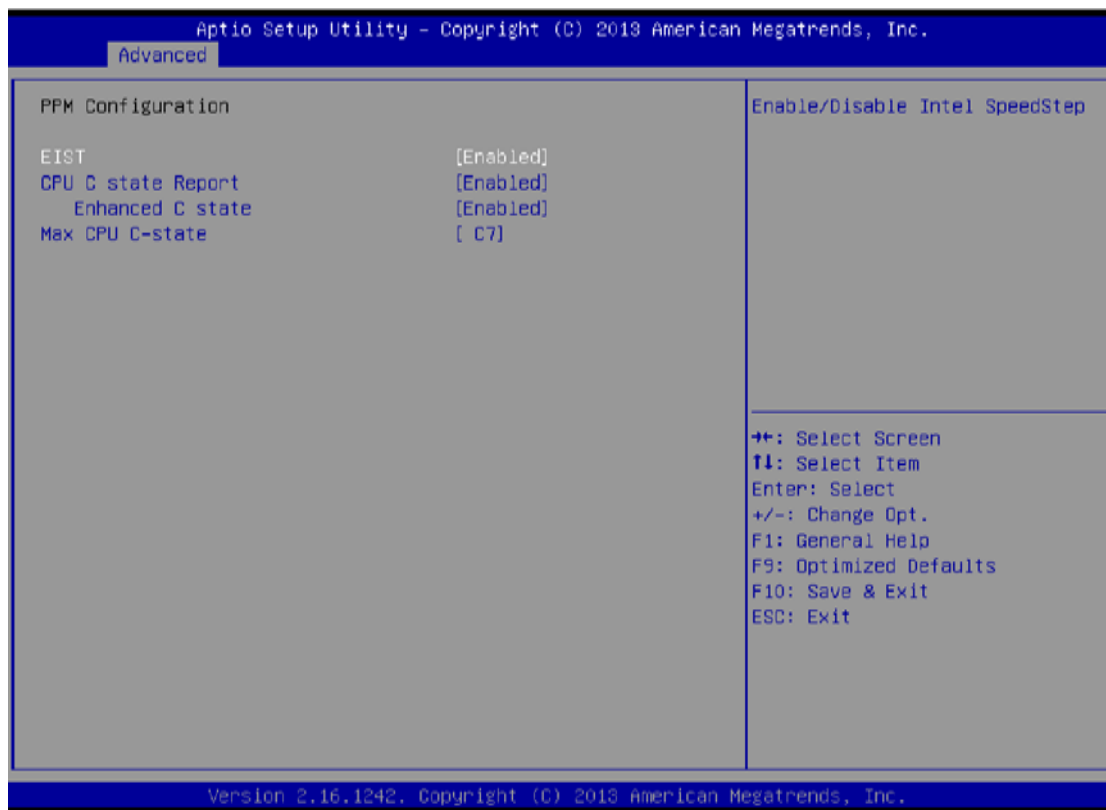 Aptio Setup Utility – Copyright (C) 2013 American Megatrends, Inc.
Advanced
PPM Configuration
EIST [Enabled]
CPU C state Report [Enabled]
Enhanced C state [Enabled]
Max CPU C-state [ C7]
Enable/Disable Intel SpeedStep
→←: Select Screen
↑↓: Select Item
Enter: Select
+/-: Change Opt.
F1: General Help
F9: Optimized Defaults
F10: Save & Exit
ESC: Exit
Version 2.16.1242. Copyright (C) 2013 American Megatrends, Inc.